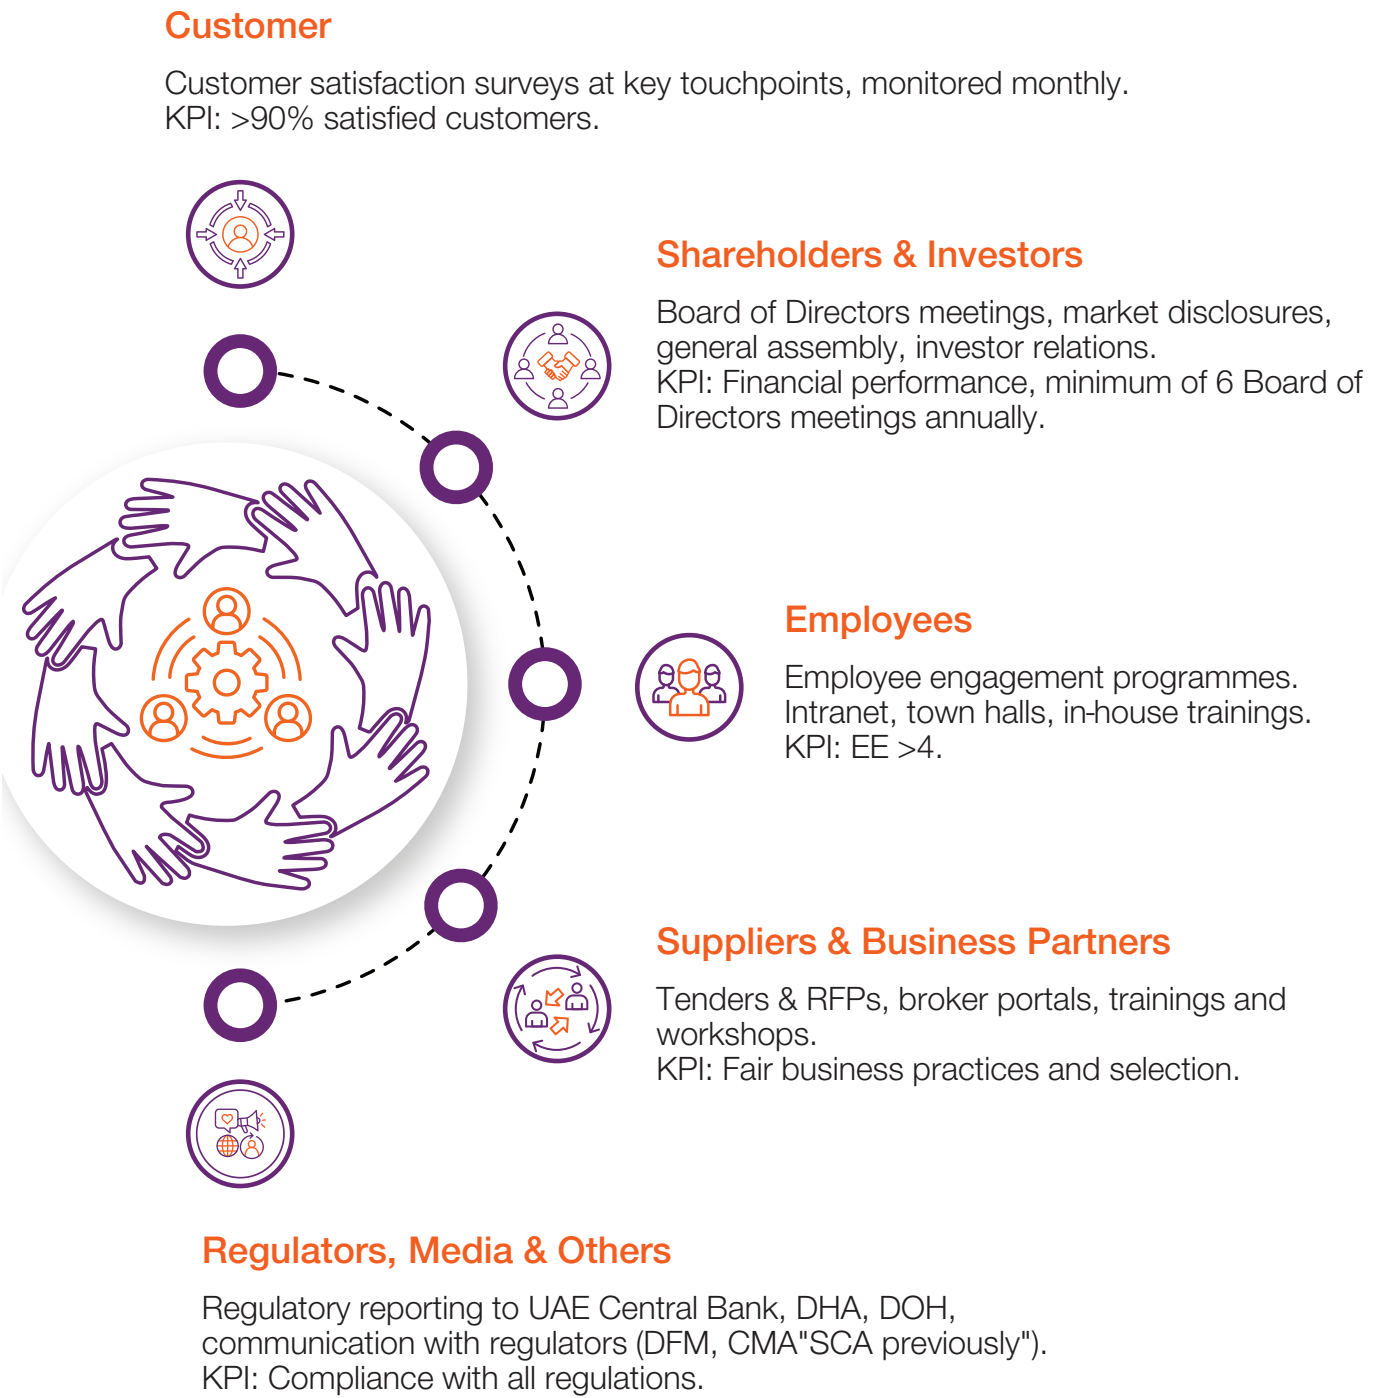 Customer
Customer satisfaction surveys at key touchpoints, monitored monthly.
KPI: >90% satisfied customers.
Shareholders & Investors
Board of Directors meetings, market disclosures,
general assembly, investor relations.
KPI: Financial performance, minimum of 6 Board of
Directors meetings annually.
Employees
Employee engagement programmes.
Intranet, town halls, in-house trainings.
KPI: EE >4.
Suppliers & Business Partners
Tenders & RFPs, broker portals, trainings and
workshops.
KPI: Fair business practices and selection.
Regulators, Media & Others
Regulatory reporting to UAE Central Bank, DHA, DOH,
communication with regulators (DFM, CMA"SCA previously").
KPI: Compliance with all regulations.